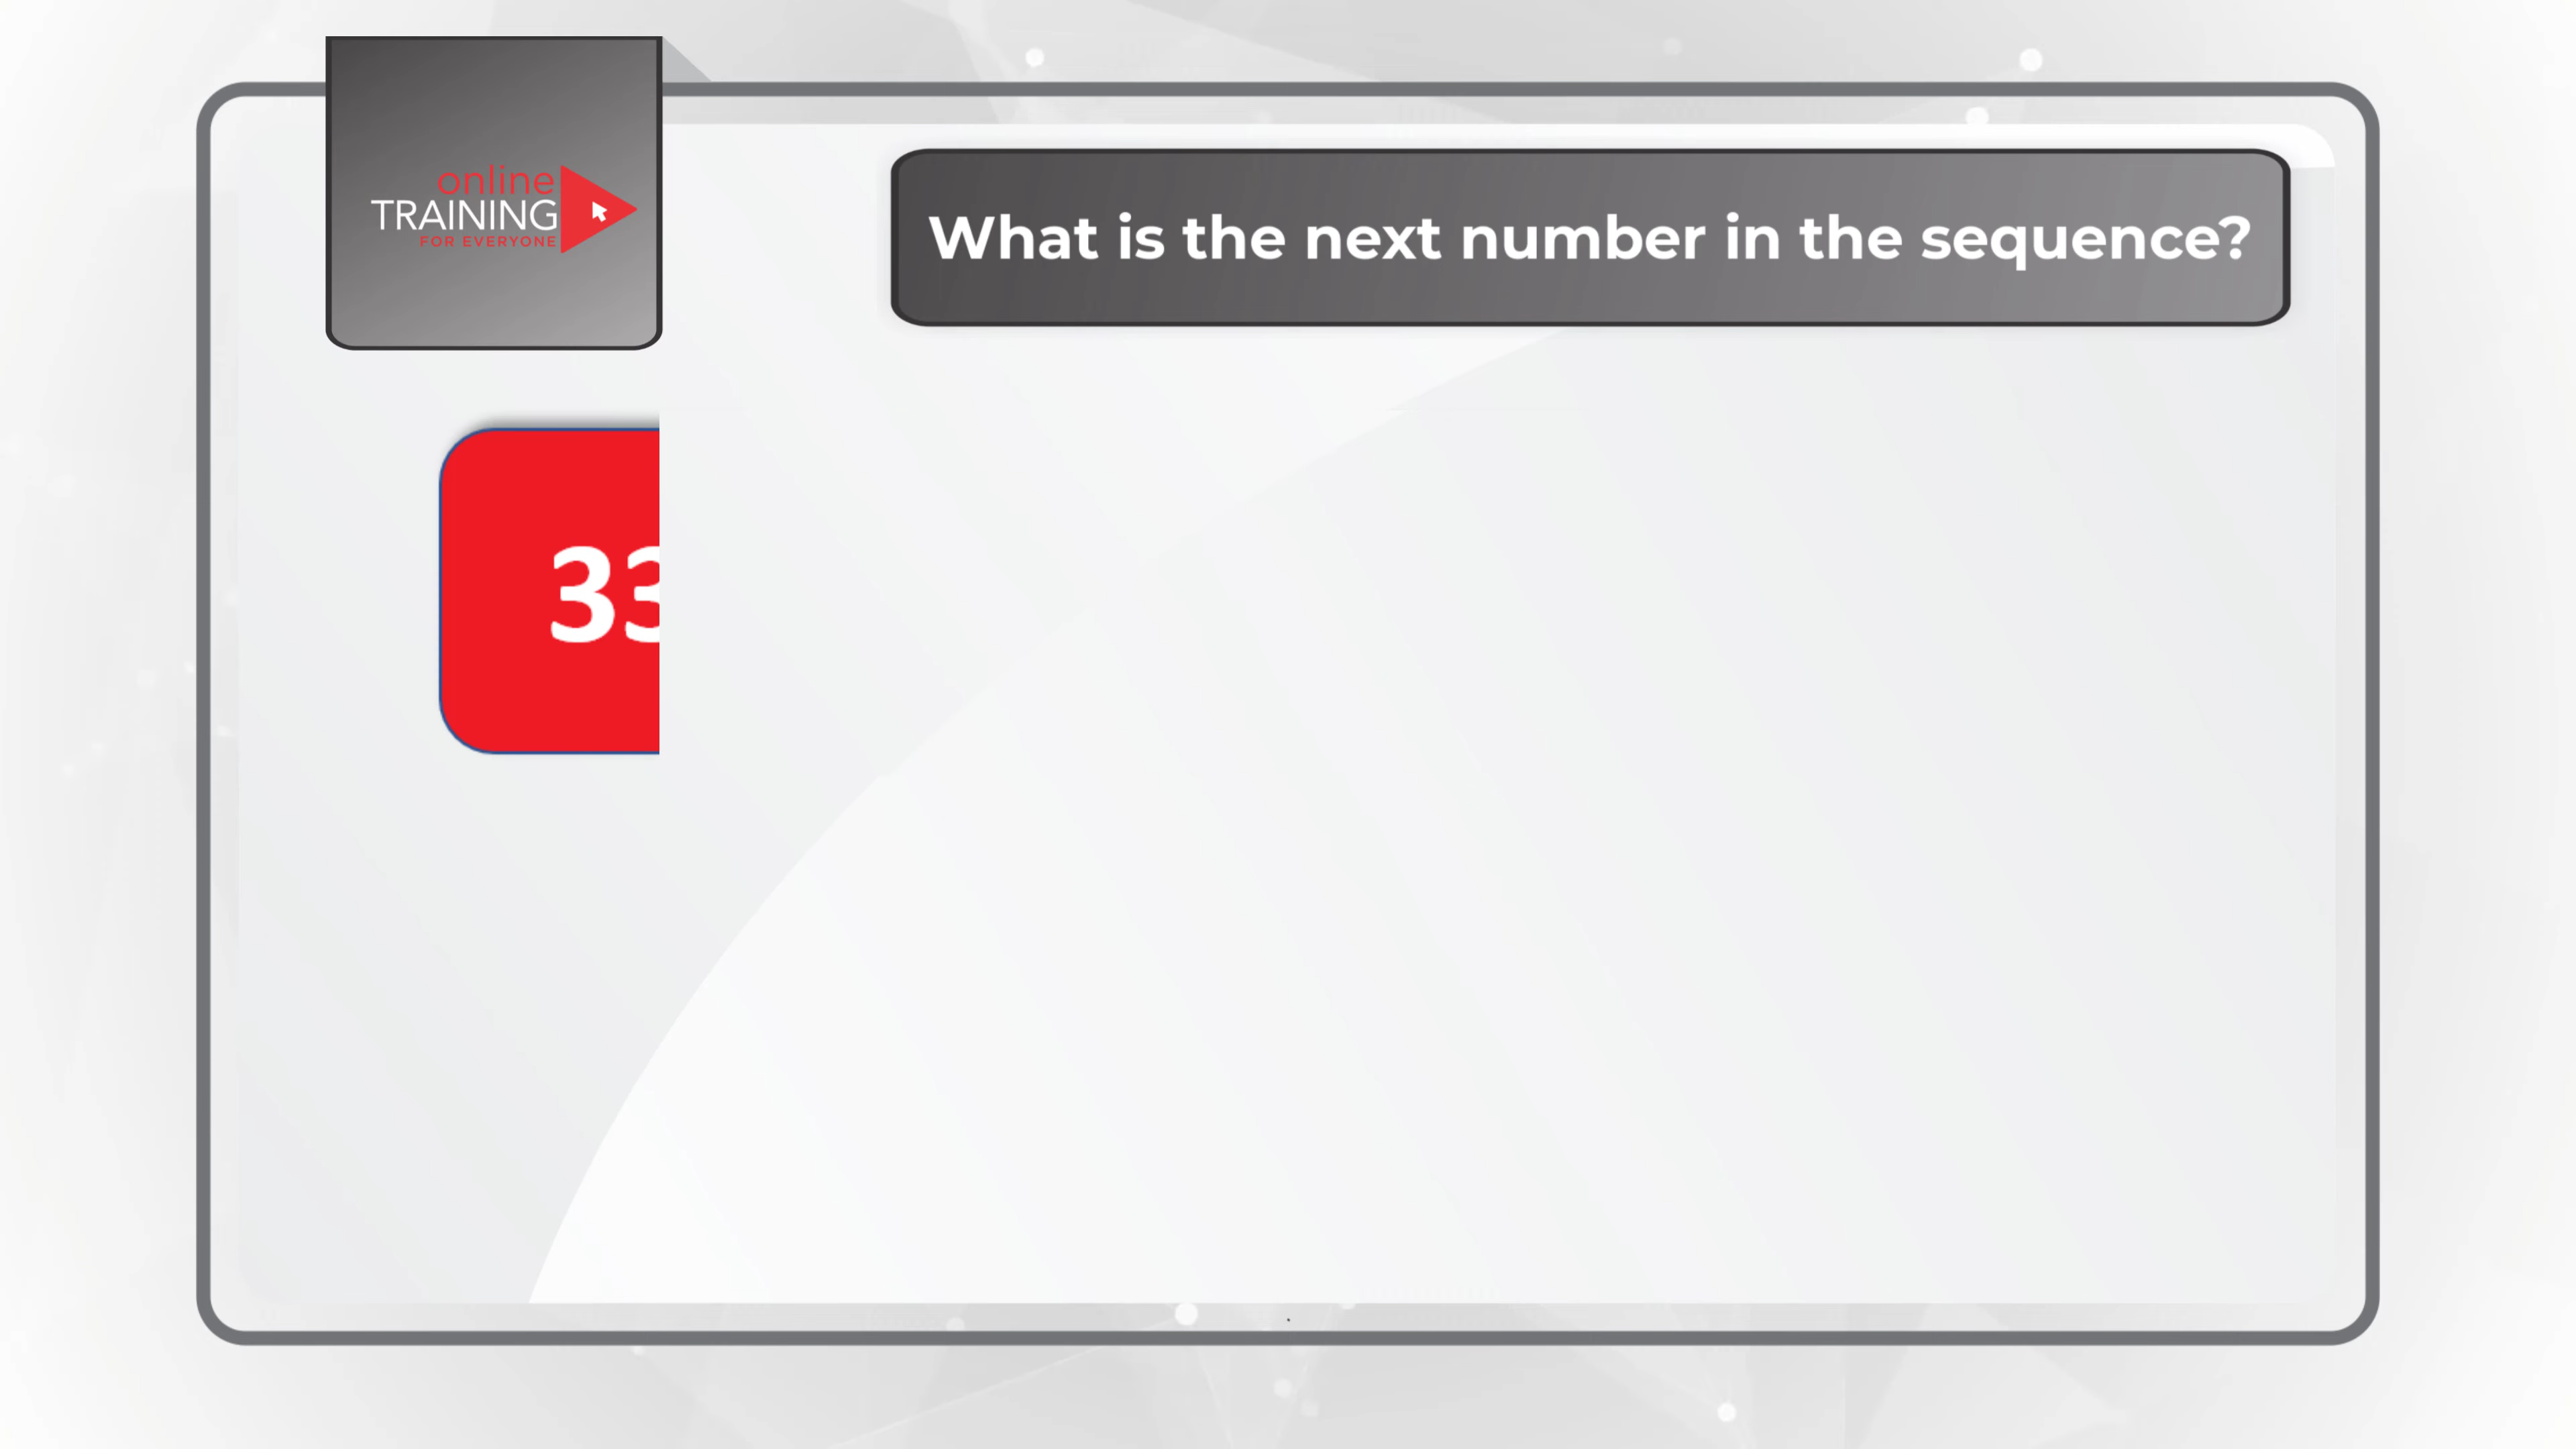 online
TRAINING
FOR EVERYONE
What is the next number in the sequence?
33